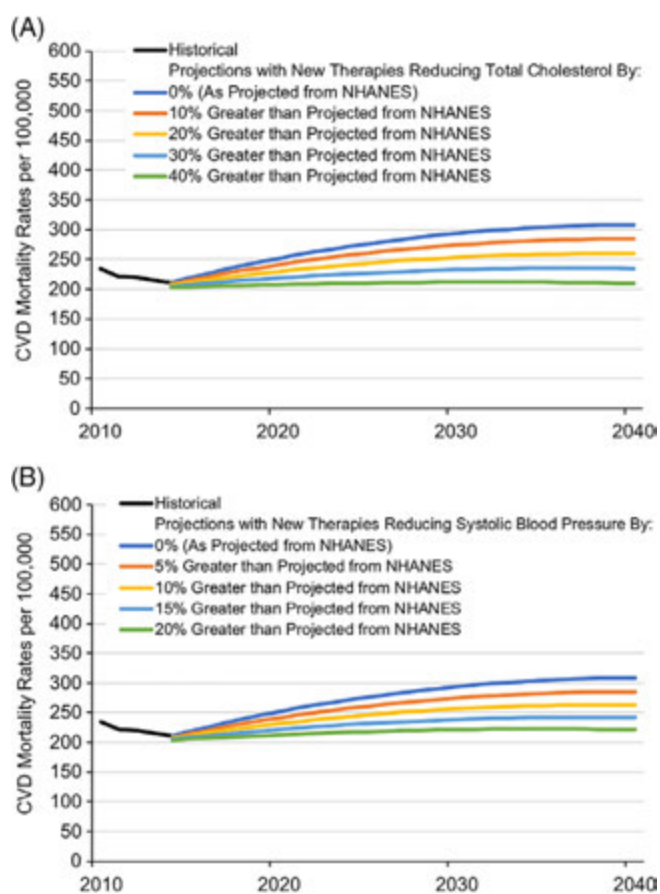 (A)
600
550
500
450
400
350
300
250
200
150
100
50
0
CVD Mortality Rates per 100,000
Historical
Projections with New Therapies Reducing Total Cholesterol By:
0% (As Projected from NHANES)
10% Greater than Projected from NHANES
20% Greater than Projected from NHANES
30% Greater than Projected from NHANES
40% Greater than Projected from NHANES
2010 2020 2030 2040
(B)
600
550
500
450
400
350
300
250
200
150
100
50
0
CVD Mortality Rates per 100,000
Historical
Projections with New Therapies Reducing Systolic Blood Pressure By:
0% (As Projected from NHANES)
5% Greater than Projected from NHANES
10% Greater than Projected from NHANES
15% Greater than Projected from NHANES
20% Greater than Projected from NHANES
2010 2020 2030 2040